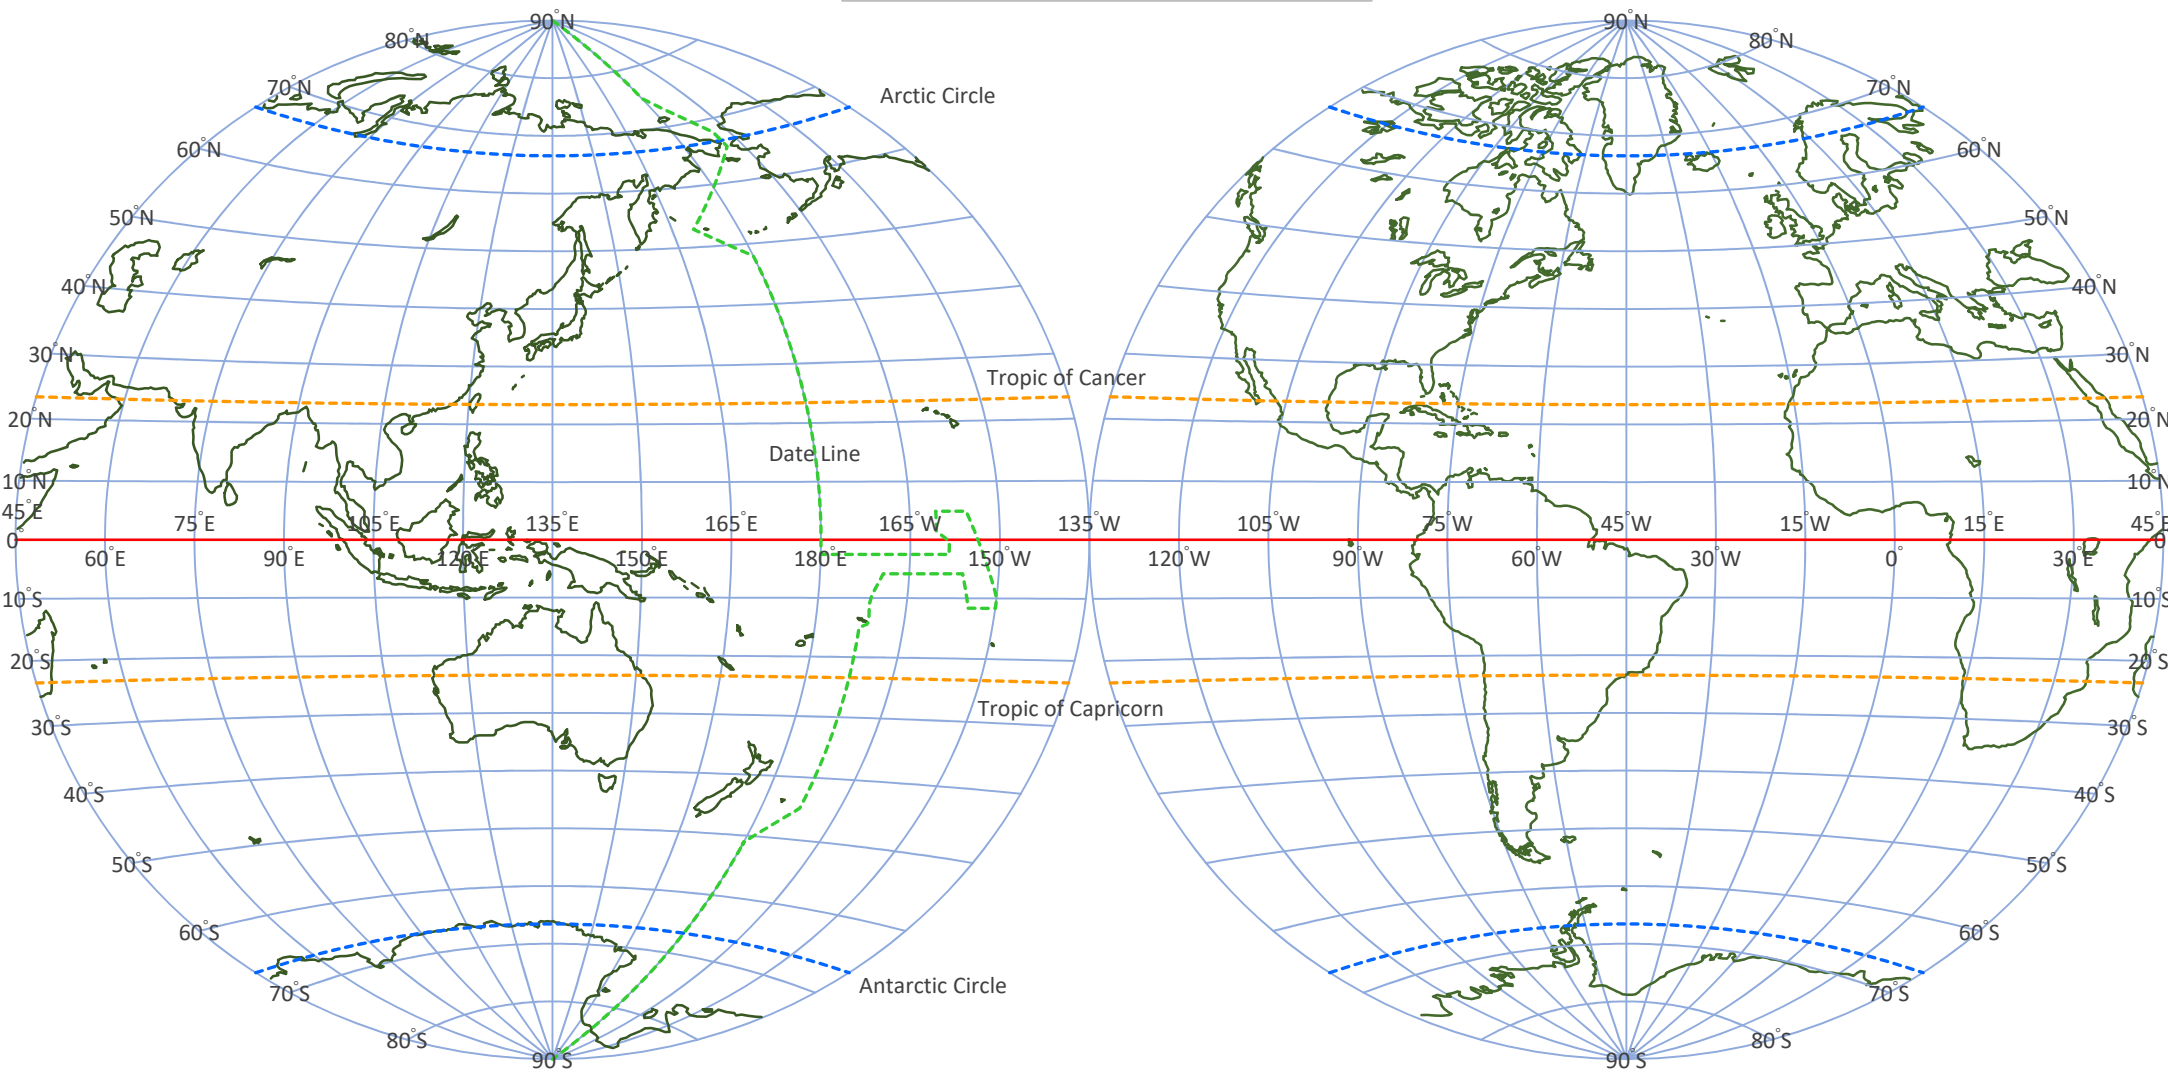 90°N 90°N
80°N 80°N
70°N Arctic Circle 70°N
60°N 60°N
50°N 50°N
40°N 40°N
30°N 30°N
Tropic of Cancer
20°N 20°N
Date Line
10°N 10°N
45°E 75°E 105°E 135°E 165°E 165°W 135°W 105°W 75°W 45°W 15°W 15°E 45°E
0 0
60°E 90°E 120°E 150°E 180°E 150°W 120°W 90°W 60°W 30°W 0° 30°E
10°S 10°S
20°S 20°S
Tropic of Capricorn
30°S 30°S
40°S 40°S
50°S 50°S
60°S 60°S
70°S Antarctic Circle 70°S
80°S 80°S
90°S 90°S